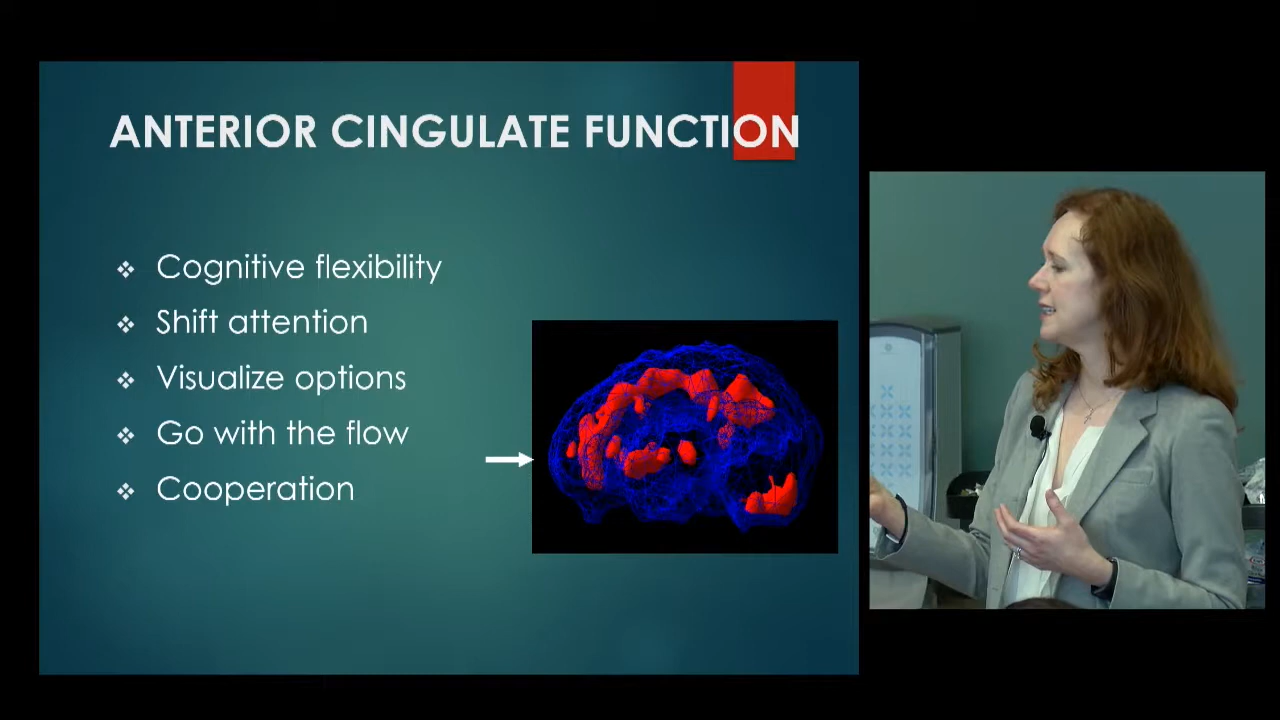 ANTERIOR CINGULATE FUNCTION
Cognitive flexibility
Shift attention
Visualize options
Go with the flow
Cooperation